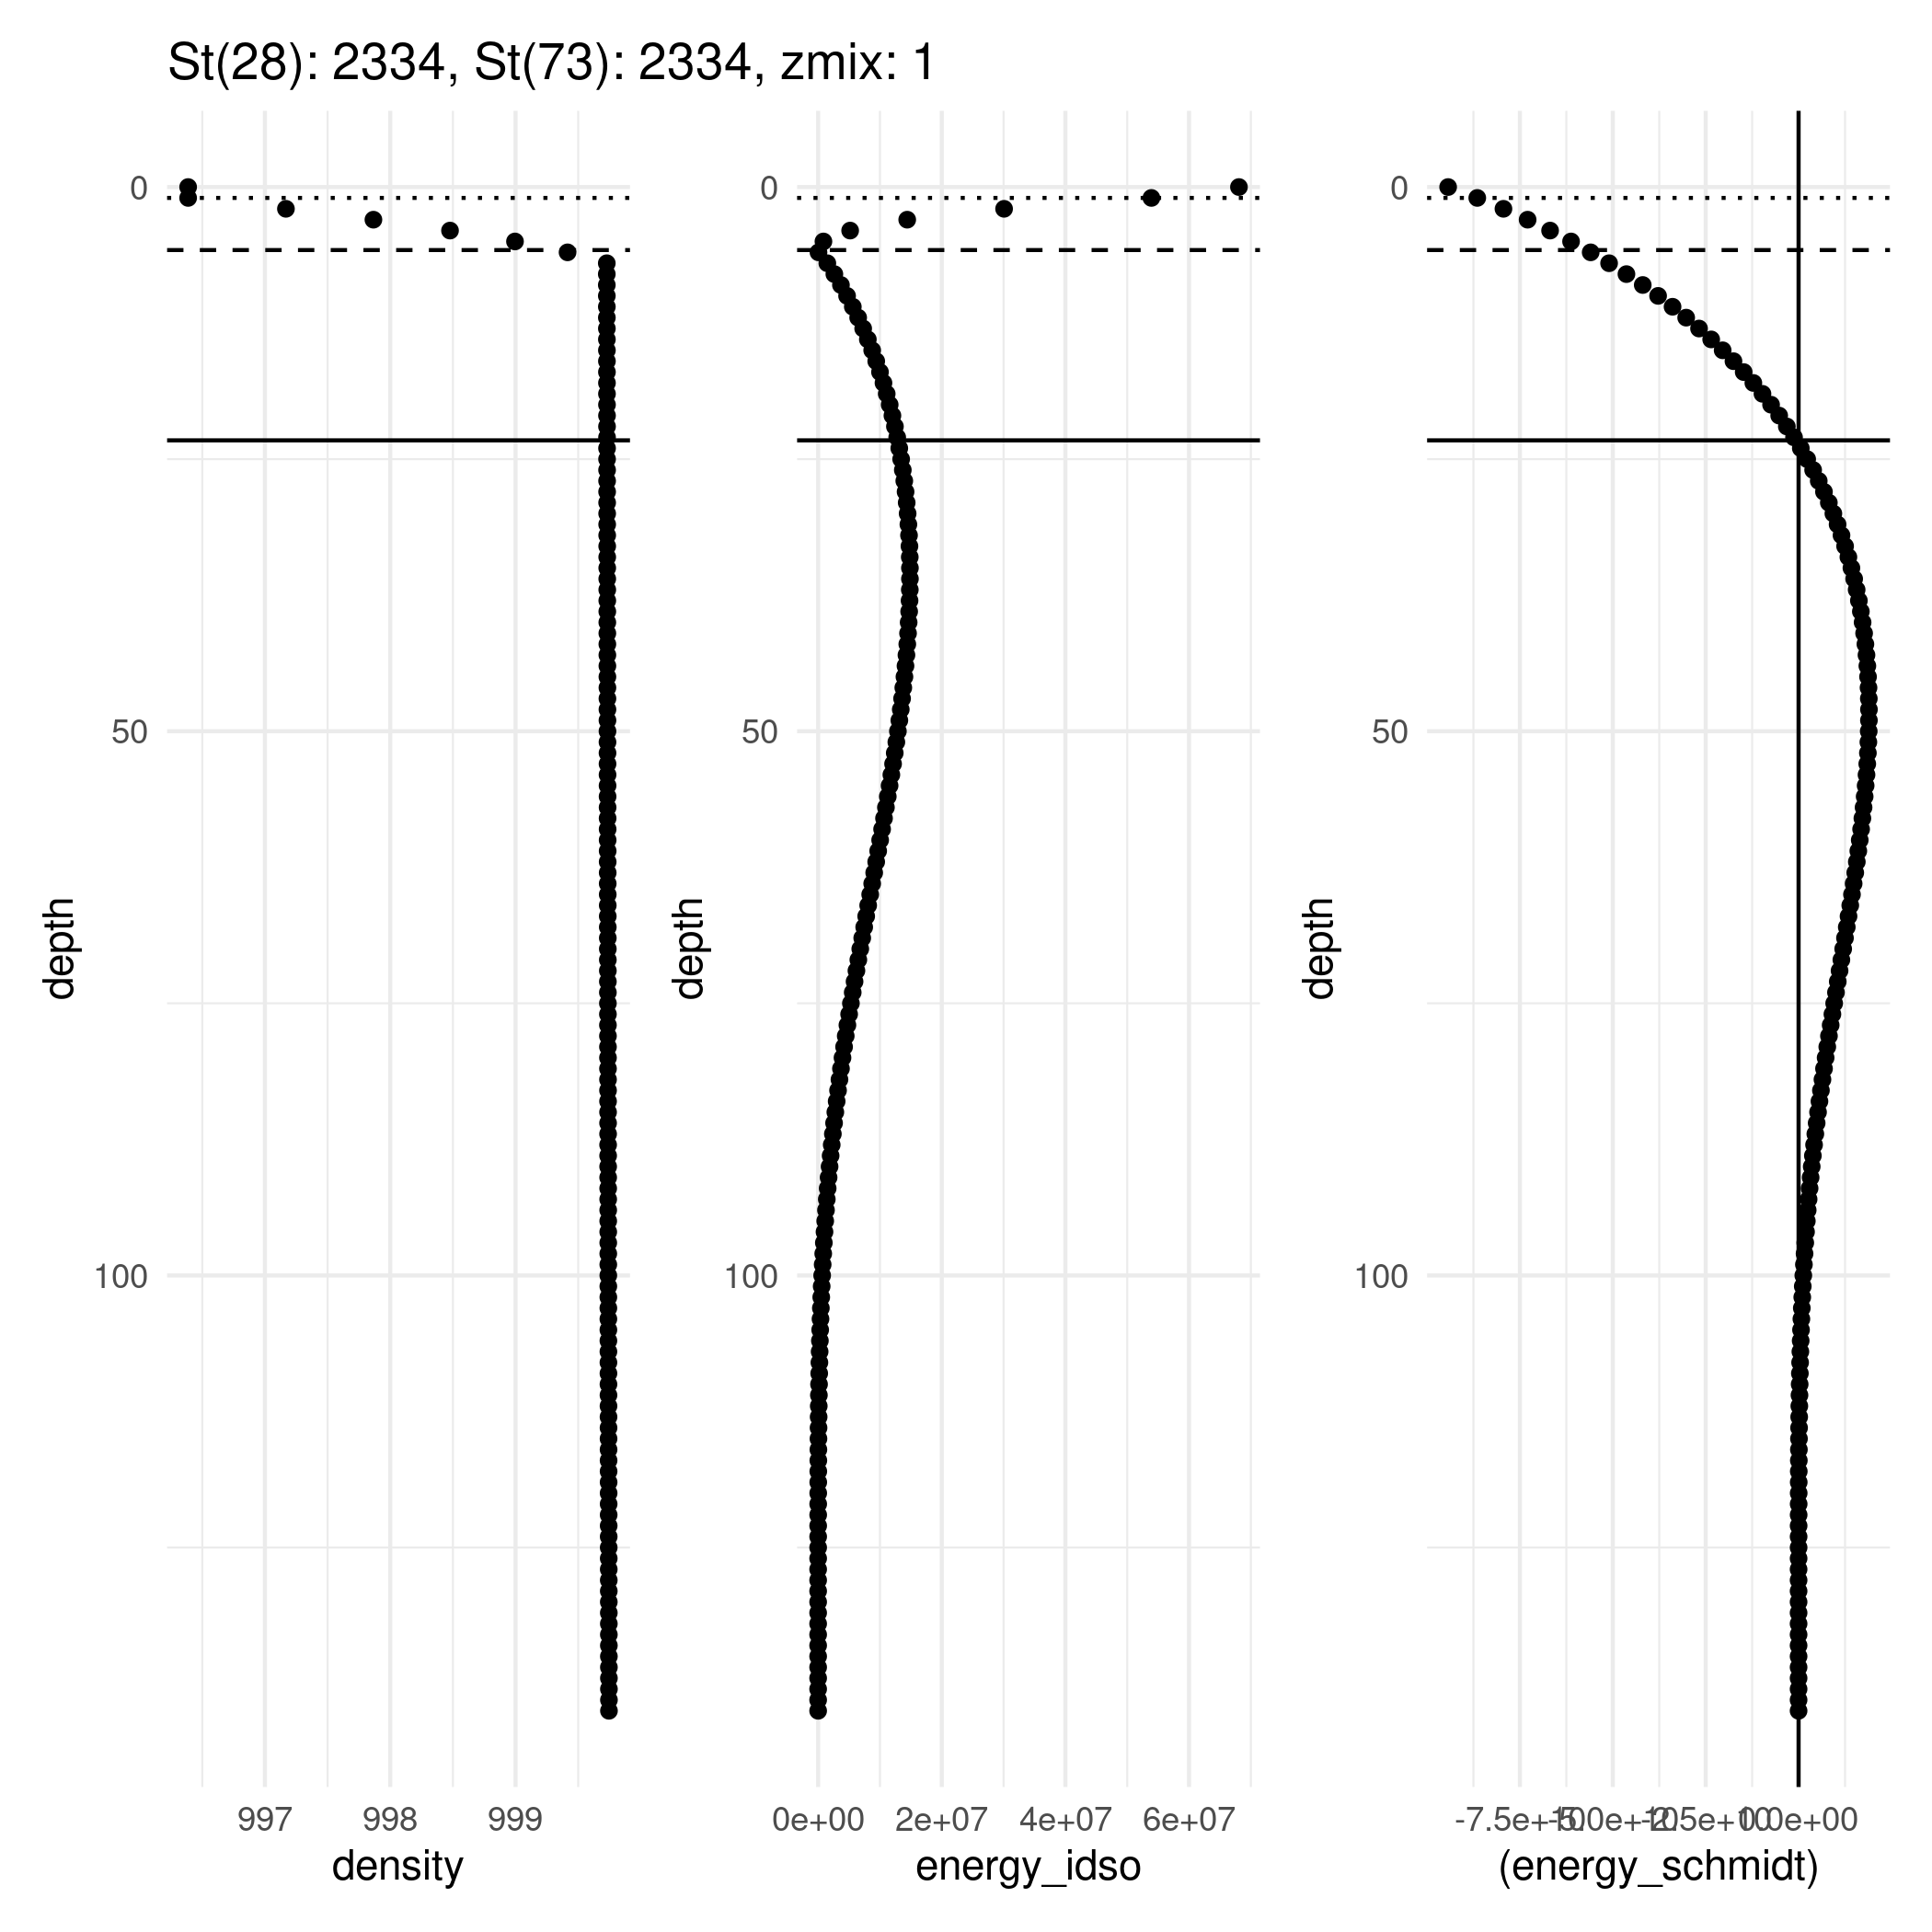 St(28): 2334, St(73): 2334, zmix: 1
0
50
100
depth
997 998 999
density
0
50
100
depth
0e+00 2e+07 4e+07 6e+07
energy_idso
0
50
100
depth
0.0e+00
(energy_schmidt)